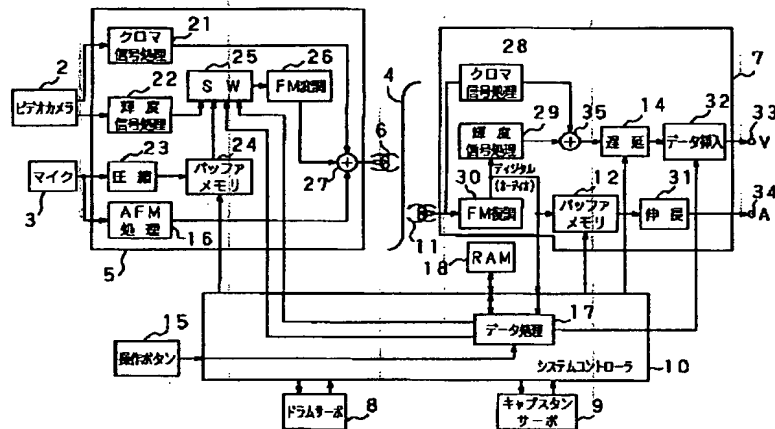 21
クロマ
信号処理
2
ビデオカメラ
22
輝度
信号処理
25
SW
26
FM変調
マイク
3
23
圧縮
24
バッファ
メモリ
AFM
処理
16
5
27
6
4
11
28
クロマ
信号処理
輝度
信号処理
29
35
14
遅延
32
データ挿入
7
33
V
ディジタル
(オーディオ)
30
FM復調
12
バッファ
メモリ
31
伸長
34
A
18
RAM
17
データ処理
15
操作ボタン
システムコントローラ
10
ドラムサーボ
8
キャプスタン
サーボ
9